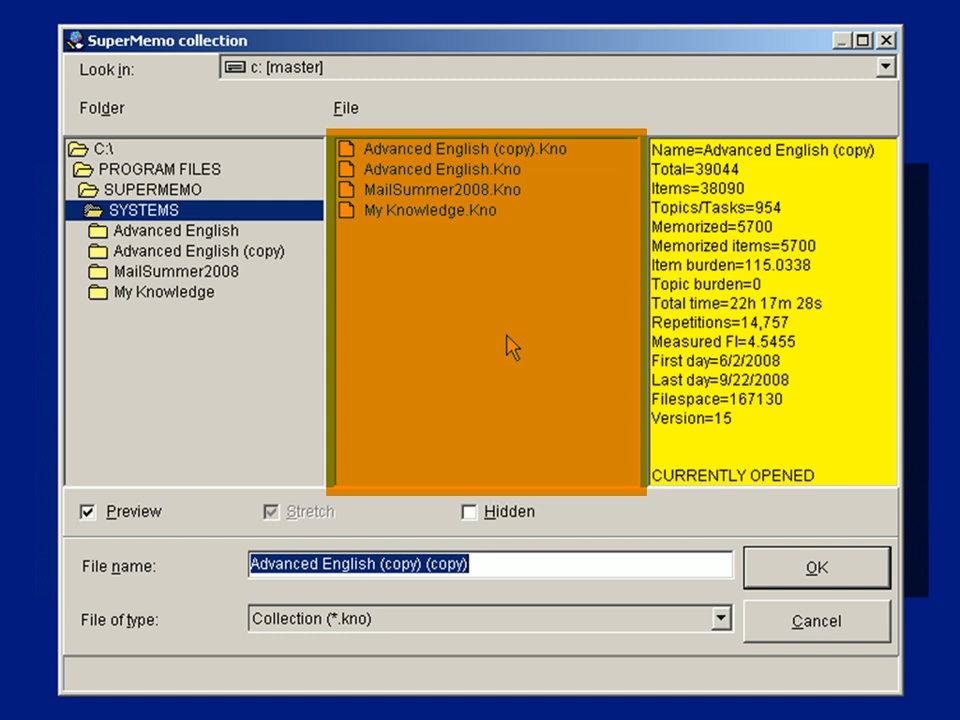 SuperMemo collection
Look in:
c: [master]
Folder
File
C:\
PROGRAM FILES
SUPERMEMO
SYSTEMS
Advanced English
Advanced English (copy)
MailSummer2008
My Knowledge
Advanced English (copy).Kno
Advanced English.Kno
MailSummer2008.Kno
My Knowledge.Kno
Name=Advanced English (copy)
Total=39044
Items=38090
Topics/Tasks=954
Memorized=5700
Memorized items=5700
Item burden=115.0338
Topic burden=0
Total time=22h 17m 28s
Repetitions=14,757
Measured FI=4.5455
First day=6/2/2008
Last day=9/22/2008
Filespace=167130
Version=15
CURRENTLY OPENED
Preview
Stretch
Hidden
File name:
Advanced English (copy) (copy)
OK
File of type:
Collection (*.kno)
Cancel